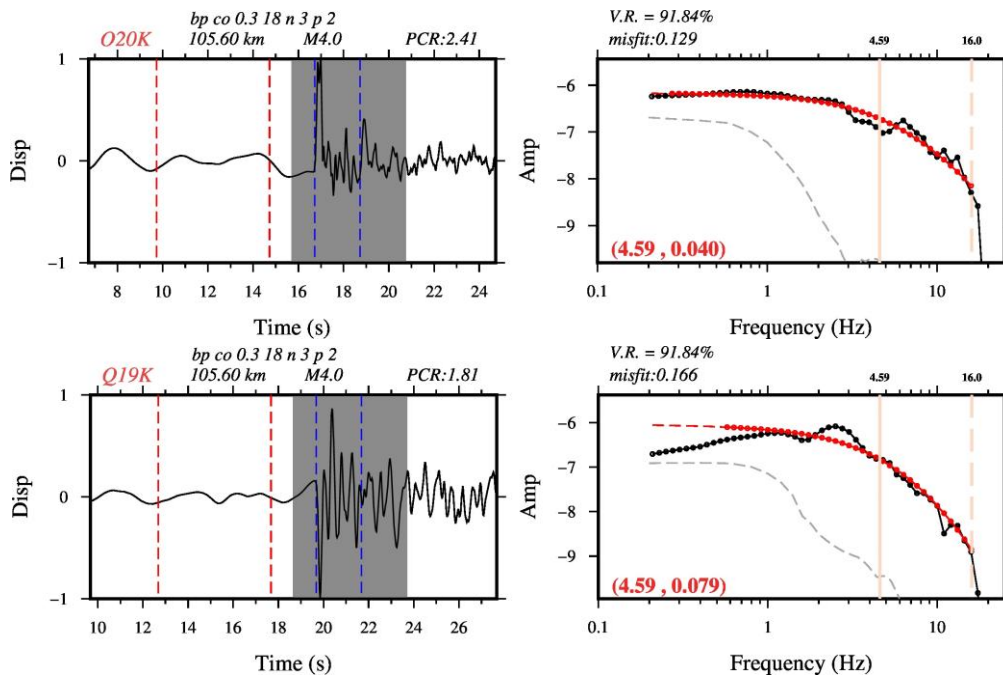 bp co 0.3 18 n 3 p 2
O20K 105.60 km M4.0 PCR:2.41
1
0
−1
Disp
8 10 12 14 16 18 20 22 24
Time (s)
V.R. = 91.84%
misfit:0.129 4.59 16.0
−6
−7
−8
−9
Amp
(4.59 , 0.040)
0.1 1 10
Frequency (Hz)
bp co 0.3 18 n 3 p 2
Q19K 105.60 km M4.0 PCR:1.81
1
0
−1
Disp
10 12 14 16 18 20 22 24 26
Time (s)
V.R. = 91.84%
misfit:0.166 4.59 16.0
−6
−7
−8
−9
Amp
(4.59 , 0.079)
0.1 1 10
Frequency (Hz)